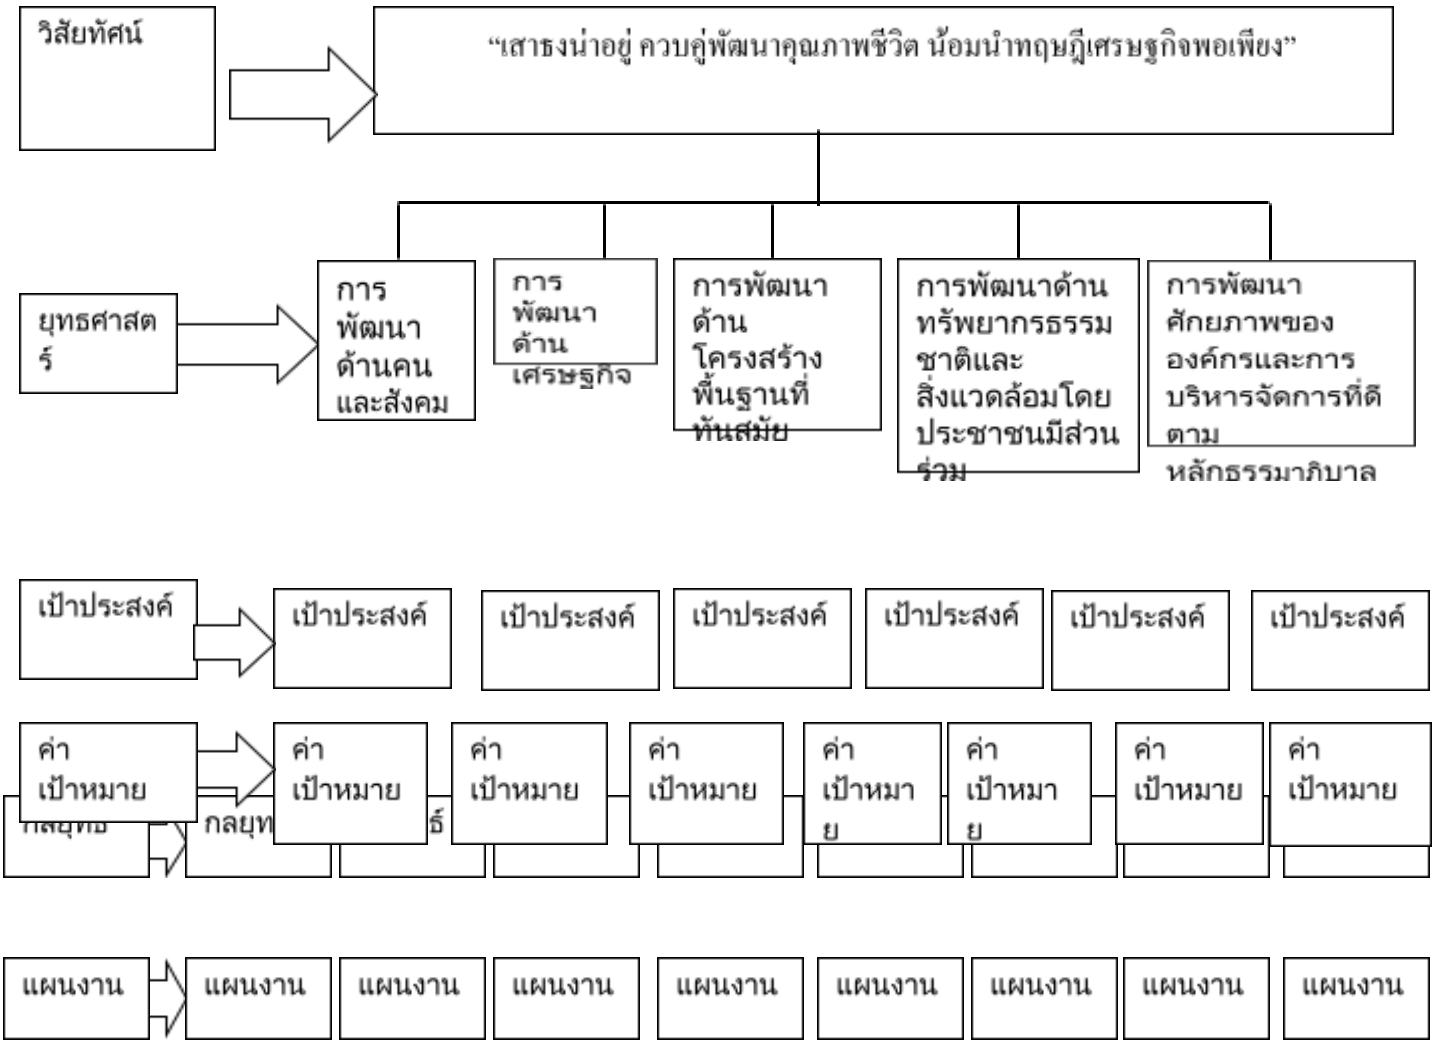 วิสัยทัศน์
“เสาธงน่าอยู่ ควบคู่พัฒนาคุณภาพชีวิต น้อมนำทฤษฎีเศรษฐกิจพอเพียง”
ยุทธศาสต
ร์
การ
พัฒนา
ด้านคน
และสังคม
การ
พัฒนา
ด้าน
เศรษฐกิจ
การพัฒนา
ด้าน
โครงสร้าง
พื้นฐานที่
ทันสมัย
การพัฒนาด้าน
ทรัพยากรธรรม
ชาติและ
สิ่งแวดล้อมโดย
ประชาชนมีส่วน
ร่วม
การพัฒนา
ศักยภาพของ
องค์กรและการ
บริหารจัดการที่ดี
ตาม
หลักธรรมาภิบาล
เป้าประสงค์
เป้าประสงค์
เป้าประสงค์
เป้าประสงค์
เป้าประสงค์
เป้าประสงค์
เป้าประสงค์
ค่า
เป้าหมาย
ค่า
เป้าหมาย
ค่า
เป้าหมาย
ค่า
เป้าหมาย
ค่า
เป้าหมา
ย
ค่า
เป้าหมา
ย
ค่า
เป้าหมาย
ค่า
เป้าหมาย
กลยุทธ์
กลยุท
ธ์
แผนงาน
แผนงาน
แผนงาน
แผนงาน
แผนงาน
แผนงาน
แผนงาน
แผนงาน
แผนงาน